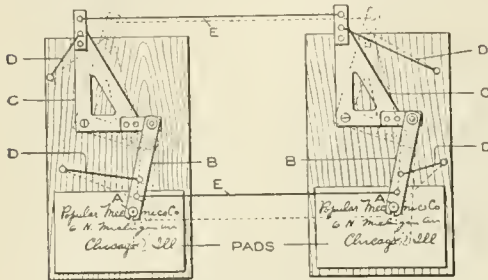 E
D
D
C
C
D
D
B
B
A
E
A
Popular Mechanics Co
6 N. Michigan av
Chicago Ill
PADS
Popular Mechanics Co
6 N. Michigan av
Chicago Ill